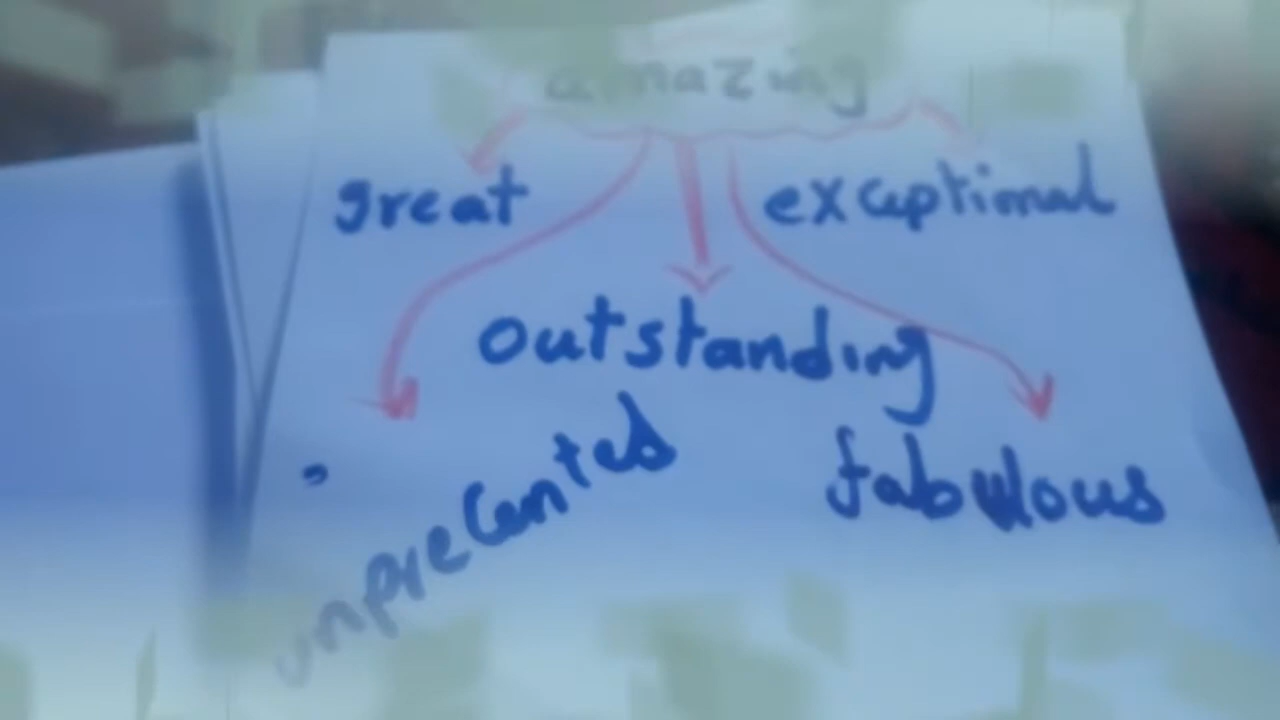 amazing
great
exceptional
outstanding
unprecented
fabulous